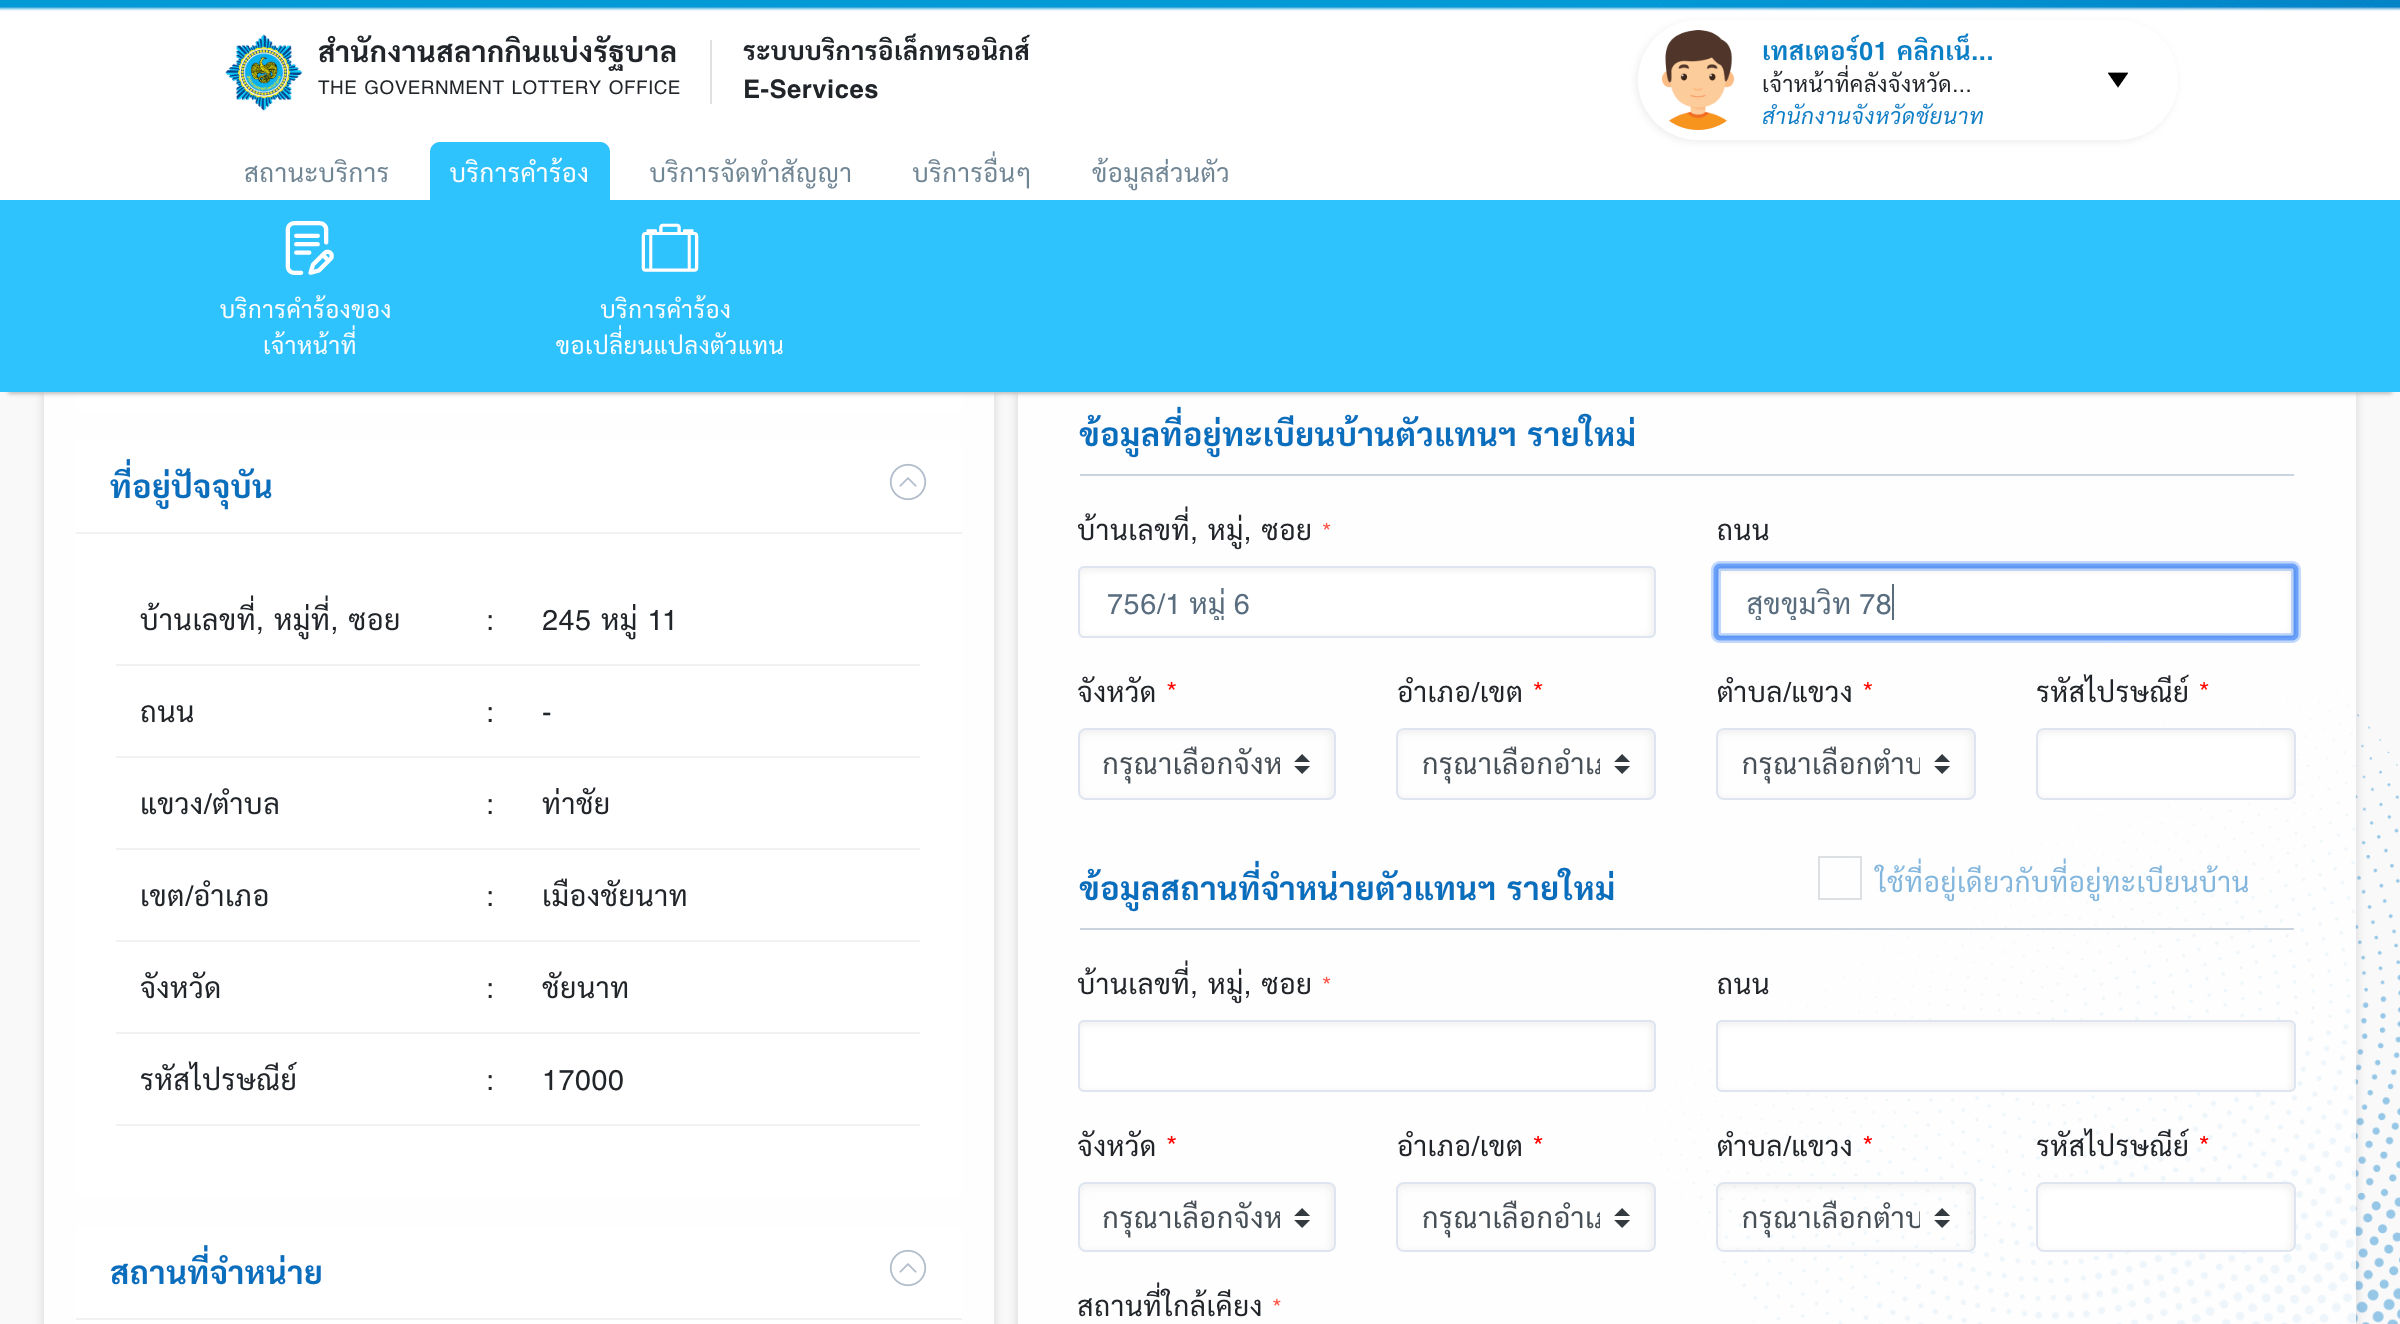 สำนักงานสลากกินแบ่งรัฐบาล
THE GOVERNMENT LOTTERY OFFICE
ระบบบริการอิเล็กทรอนิกส์
E-Services
เทสเตอร์01 คลิกเน็...
เจ้าหน้าที่คลังจังหวัด...
สำนักงานจังหวัดชัยนาท
สถานะบริการ
บริการคำร้อง
บริการจัดทำสัญญา
บริการอื่นๆ
ข้อมูลส่วนตัว
บริการคำร้องของ
เจ้าหน้าที่
บริการคำร้อง
ขอเปลี่ยนแปลงตัวแทน
ที่อยู่ปัจจุบัน
บ้านเลขที่, หมู่ที่, ซอย : 245 หมู่ 11
ถนน : -
แขวง/ตำบล : ท่าชัย
เขต/อำเภอ : เมืองชัยนาท
จังหวัด : ชัยนาท
รหัสไปรษณีย์ : 17000
สถานที่จำหน่าย
ข้อมูลที่อยู่ทะเบียนบ้านตัวแทนฯ รายใหม่
บ้านเลขที่, หมู่, ซอย *
ถนน
756/1 หมู่ 6
สุขขุมวิท 78
จังหวัด *
อำเภอ/เขต *
ตำบล/แขวง *
รหัสไปรษณีย์ *
กรุณาเลือกจังห
กรุณาเลือกอำเภ
กรุณาเลือกตำบ
ข้อมูลสถานที่จำหน่ายตัวแทนฯ รายใหม่
ใช้ที่อยู่เดียวกับที่อยู่ทะเบียนบ้าน
บ้านเลขที่, หมู่, ซอย *
ถนน
จังหวัด *
อำเภอ/เขต *
ตำบล/แขวง *
รหัสไปรษณีย์ *
กรุณาเลือกจังห
กรุณาเลือกอำเภ
กรุณาเลือกตำบ
สถานที่ใกล้เคียง *